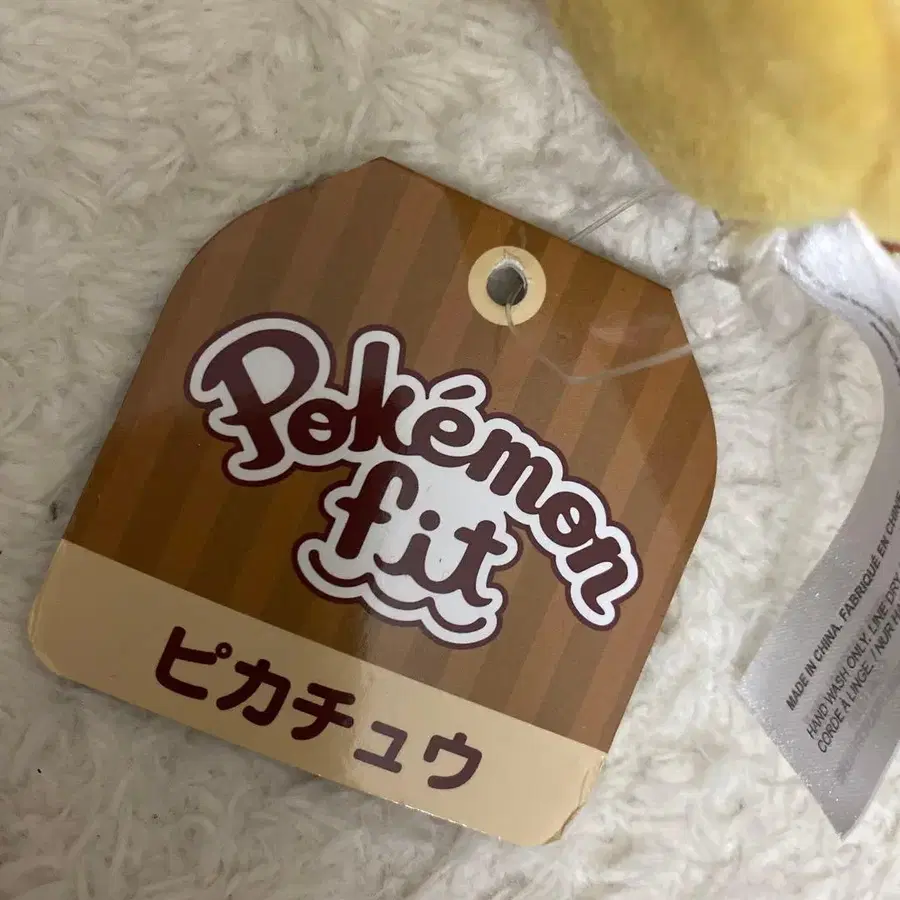 Pokémon
fit
ピカチュウ
MADE IN CHINA. FABRIQUÉ EN CHINE
HAND WASH ONLY. LINE DRY
CORDE À LINGE. / NUR